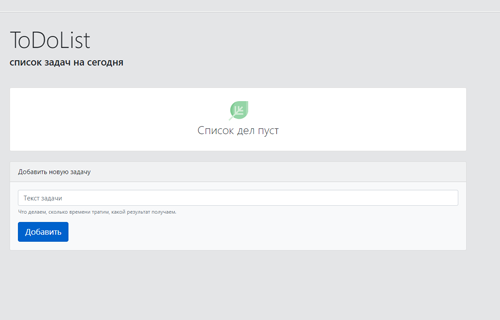 ToDoList
список задач на сегодня
Список дел пуст
Добавить новую задачу
Текст задачи
Что делаем, сколько времени тратим, какой результат получаем.
Добавить